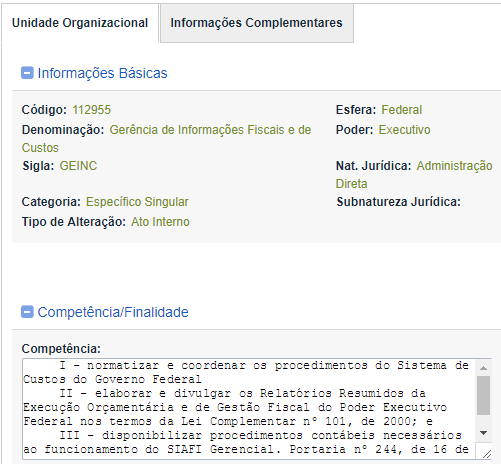 Unidade Organizacional Informações Complementares
Informações Básicas
Código: 112955 Esfera: Federal
Denominação: Gerência de Informações Fiscais e de Poder: Executivo
Custos
Sigla: GEINC Nat. Jurídica: Administração
Direta
Categoria: Específico Singular Subnatureza Jurídica:
Tipo de Alteração: Ato Interno
Competência/Finalidade
Competência:
I - normatizar e coordenar os procedimentos do Sistema de
Custos do Governo Federal
II - elaborar e divulgar os Relatórios Resumidos da
Execução Orçamentária e de Gestão Fiscal do Poder Executivo
Federal nos termos da Lei Complementar nº 101, de 2000; e
III - disponibilizar procedimentos contábeis necessários
ao funcionamento do SIAFI Gerencial. Portaria nº 244, de 16 de